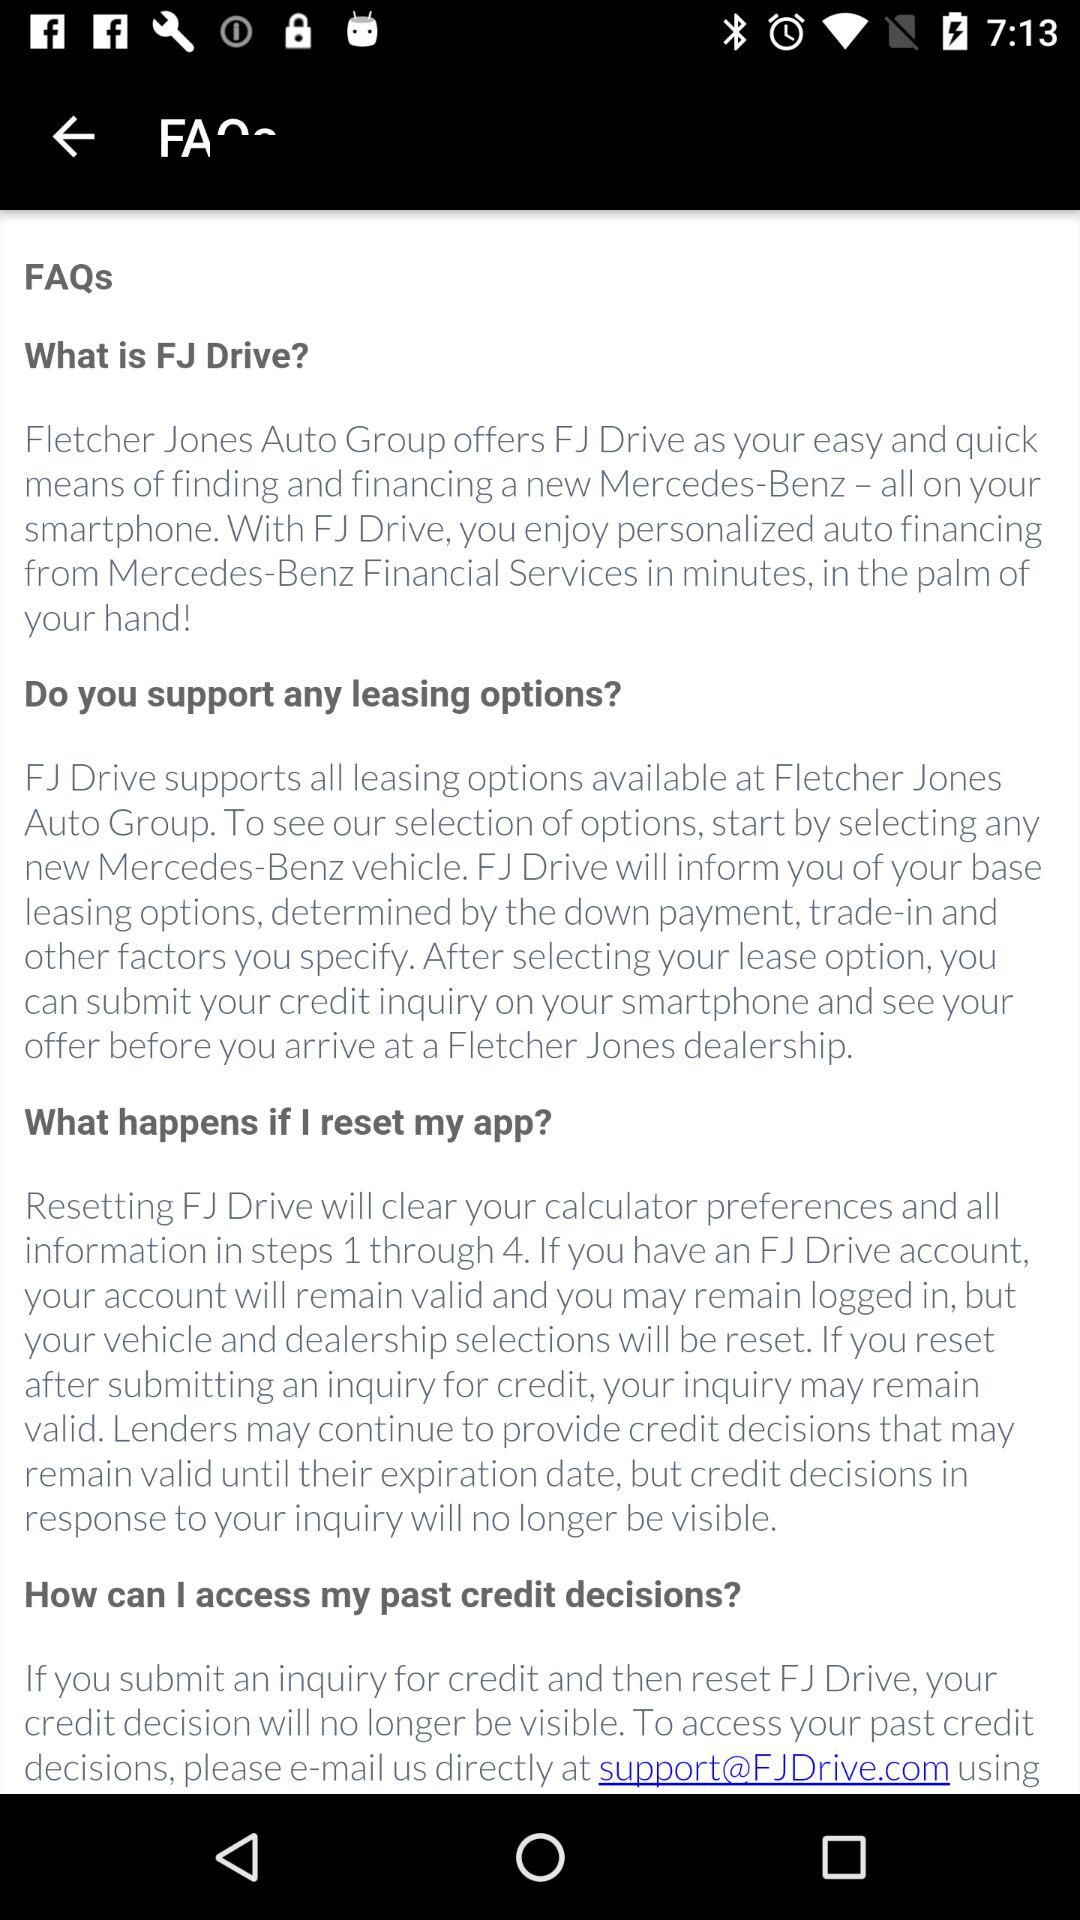 7:13
FAQs
FAQs
What is FJ Drive?
Fletcher Jones Auto Group offers FJ Drive as your easy and quick
means of finding and financing a new Mercedes-Benz – all on your
smartphone. With FJ Drive, you enjoy personalized auto financing
from Mercedes-Benz Financial Services in minutes, in the palm of
your hand!
Do you support any leasing options?
FJ Drive supports all leasing options available at Fletcher Jones
Auto Group. To see our selection of options, start by selecting any
new Mercedes-Benz vehicle. FJ Drive will inform you of your base
leasing options, determined by the down payment, trade-in and
other factors you specify. After selecting your lease option, you
can submit your credit inquiry on your smartphone and see your
offer before you arrive at a Fletcher Jones dealership.
What happens if I reset my app?
Resetting FJ Drive will clear your calculator preferences and all
information in steps 1 through 4. If you have an FJ Drive account,
your account will remain valid and you may remain logged in, but
your vehicle and dealership selections will be reset. If you reset
after submitting an inquiry for credit, your inquiry may remain
valid. Lenders may continue to provide credit decisions that may
remain valid until their expiration date, but credit decisions in
response to your inquiry will no longer be visible.
How can I access my past credit decisions?
If you submit an inquiry for credit and then reset FJ Drive, your
credit decision will no longer be visible. To access your past credit
decisions, please e-mail us directly at support@FJDrive.com using